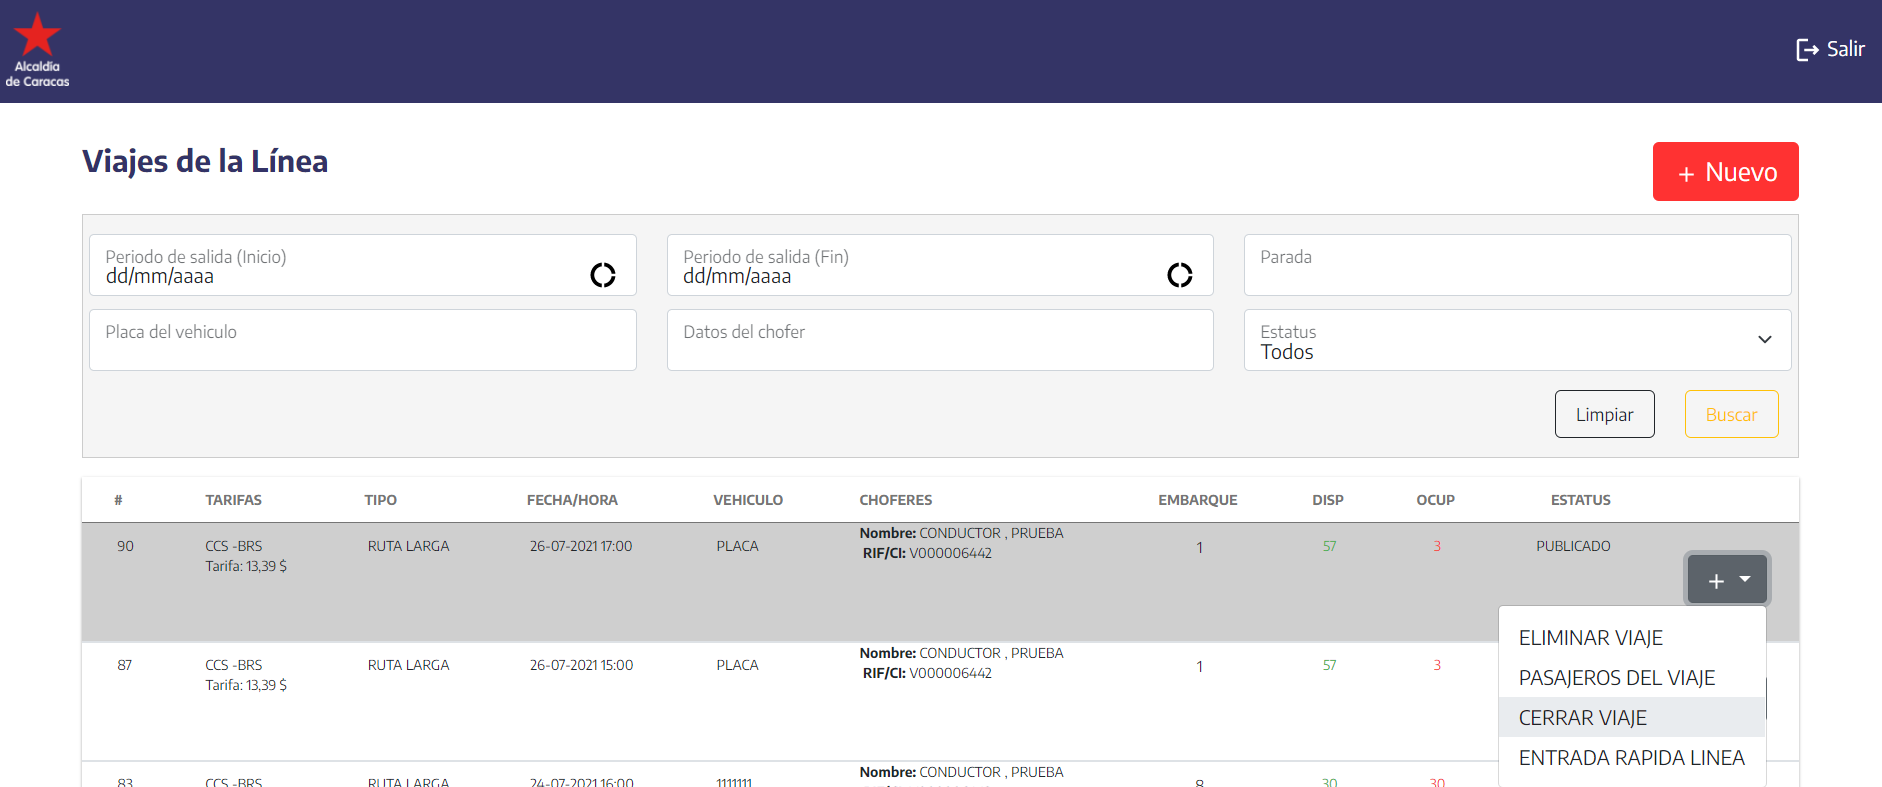 Alcaldía
de Caracas
Salir
Viajes de la Línea
+ Nuevo
Periodo de salida (Inicio)
dd/mm/aaaa
Periodo de salida (Fin)
dd/mm/aaaa
Parada
Placa del vehiculo
Datos del chofer
Estatus
Todos
Limpiar
Buscar
# TARIFAS TIPO FECHA/HORA VEHICULO CHOFERES EMBARQUE DISP OCUP ESTATUS
90 CCS -BRS RUTA LARGA 26-07-2021 17:00 PLACA Nombre: CONDUCTOR , PRUEBA 1 57 3 PUBLICADO
Tarifa: 13,39 $ RIF/CI: V000006442
+
ELIMINAR VIAJE
PASAJEROS DEL VIAJE
CERRAR VIAJE
ENTRADA RAPIDA LINEA
87 CCS -BRS RUTA LARGA 26-07-2021 15:00 PLACA Nombre: CONDUCTOR , PRUEBA 1 57 3
Tarifa: 13,39 $ RIF/CI: V000006442
83 CCS -BRS RUTA LARGA 24-07-2021 16:00 1111111 Nombre: CONDUCTOR , PRUEBA 8 30 30